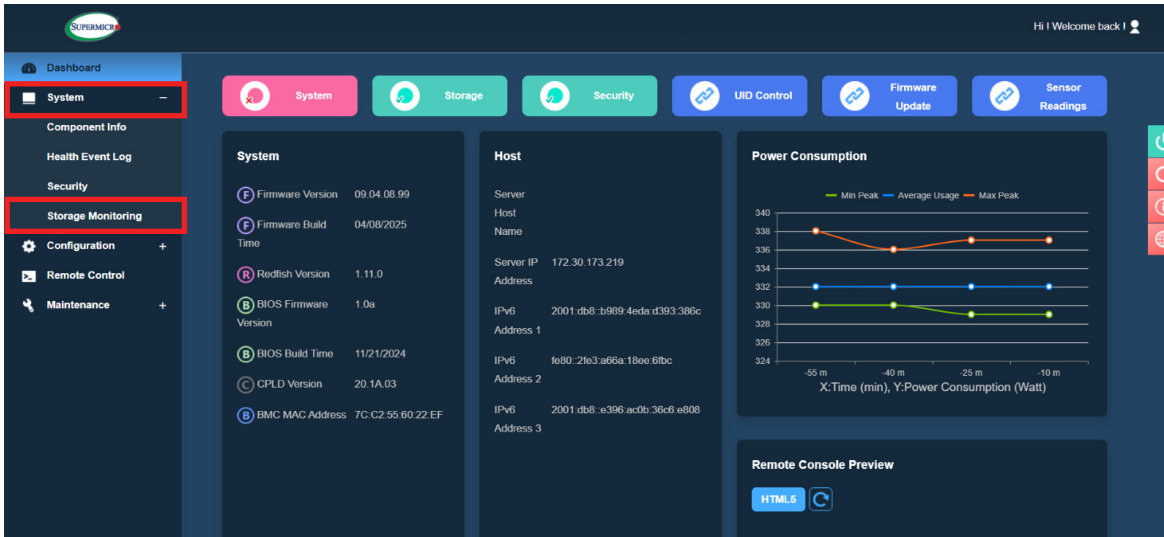 SUPERMICR
Hi ! Welcome back !
Dashboard
System
Component Info
Health Event Log
Security
Storage Monitoring
Configuration +
Remote Control
Maintenance +
System
Storage
Security
UID Control
Firmware
Update
Sensor
Readings
System
Firmware Version 09.04.08.99
Firmware Build 04/08/2025
Time
Redfish Version 1.11.0
BIOS Firmware 1.0a
Version
BIOS Build Time 11/21/2024
CPLD Version 20.1A.03
BMC MAC Address 7C:C2:55:60:22:EF
Host
Server
Host
Name
Server IP 172.30.173.219
Address
IPv6 2001:db8::b989:4eda:d393:386c
Address 1
IPv6 fe80::2fe3:a66a:18ee:6fbc
Address 2
IPv6 2001:db8::e396:ac0b:36c6:e808
Address 3
Power Consumption
Min Peak Average Usage Max Peak
340
338
336
334
332
330
328
326
324
-55 m -40 m -25 m -10 m
X:Time (min), Y:Power Consumption (Watt)
Remote Console Preview
HTML5